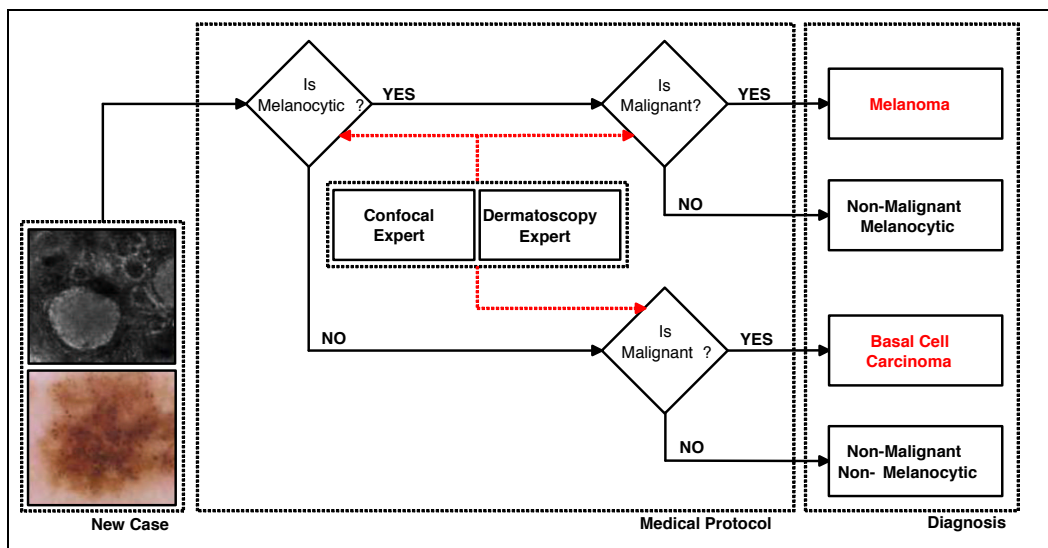 Is
Melanocytic ?
YES
Is
Malignant?
YES
Melanoma
NO
Non-Malignant
Melanocytic
Confocal
Expert
Dermatoscopy
Expert
NO
Is
Malignant ?
YES
Basal Cell
Carcinoma
NO
Non-Malignant
Non- Melanocytic
New Case
Medical Protocol
Diagnosis